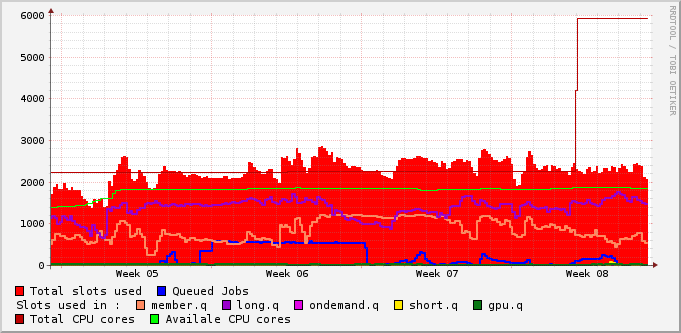 6000
5000
4000
3000
2000
1000
0
Week 05 Week 06 Week 07 Week 08
Total slots used Queued Jobs
Slots used in : member.q long.q ondemand.q short.q gpu.q
Total CPU cores Availale CPU cores
RRDTOOL / TOBI OETIKER